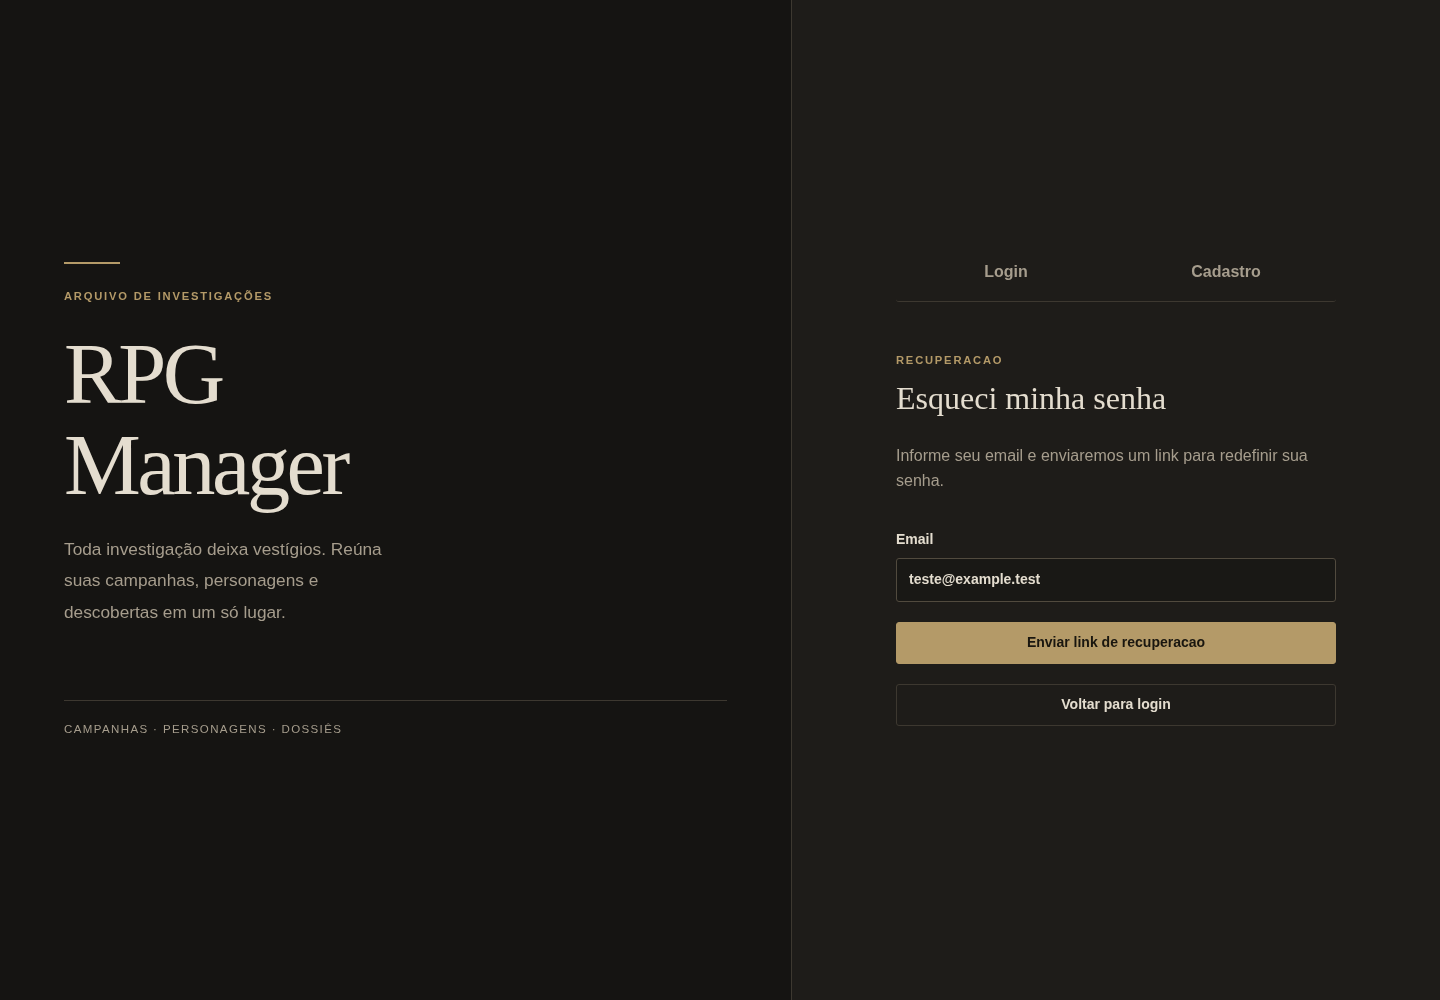 ARQUIVO DE INVESTIGAÇÕES
RPG
Manager
Toda investigação deixa vestígios. Reúna
suas campanhas, personagens e
descobertas em um só lugar.
CAMPANHAS · PERSONAGENS · DOSSIÊS
Login
Cadastro
RECUPERACAO
Esqueci minha senha
Informe seu email e enviaremos um link para redefinir sua
senha.
Email
teste@example.test
Enviar link de recuperacao
Voltar para login